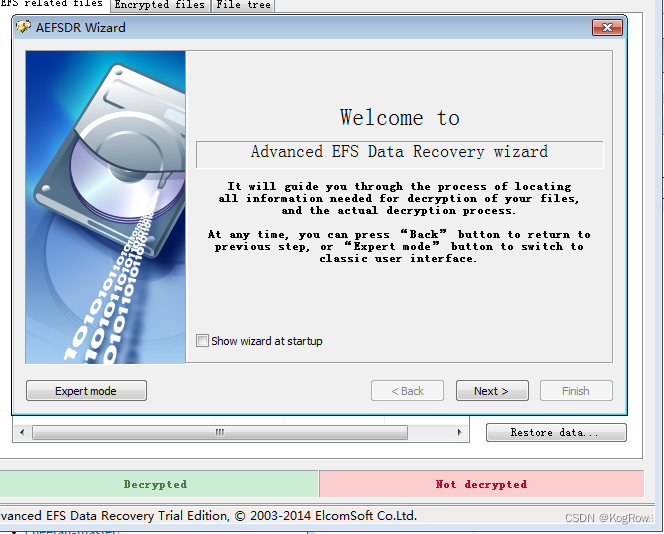 EFS related files Encrypted files File tree
AEFSDR Wizard
Welcome to
Advanced EFS Data Recovery wizard
It will guide you through the process of locating
all information needed for decryption of your files,
and the actual decryption process.
At any time, you can press “Back” button to return to
previous step, or “Expert mode” button to switch to
classic user interface.
Show wizard at startup
Expert mode < Back Next > Finish
Restore data...
Decrypted Not decrypted
vanced EFS Data Recovery Trial Edition, © 2003-2014 ElcomSoft Co.Ltd.
CSDN @KogRow